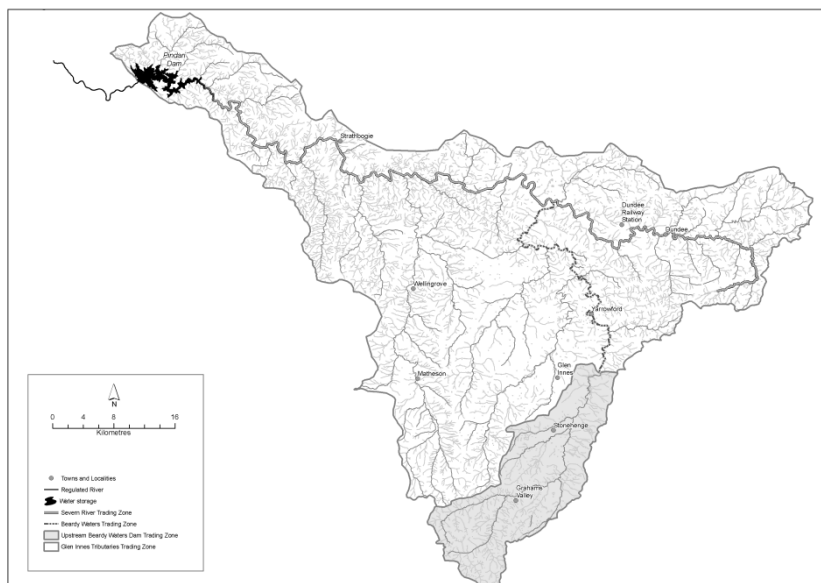 Pindari
Dam
Strathbogie
Dundee
Railway
Station
Dundee
Wellingrove
Yarrowford
Glen
Innes
Matheson
Stonehenge
Grahams
Valley
N
0 4 8 16
Kilometres
Towns and Localities
Regulated River
Water storage
Severn River Trading Zone
Beardy Waters Trading Zone
Upstream Beardy Waters Dam Trading Zone
Glen Innes Tributaries Trading Zone